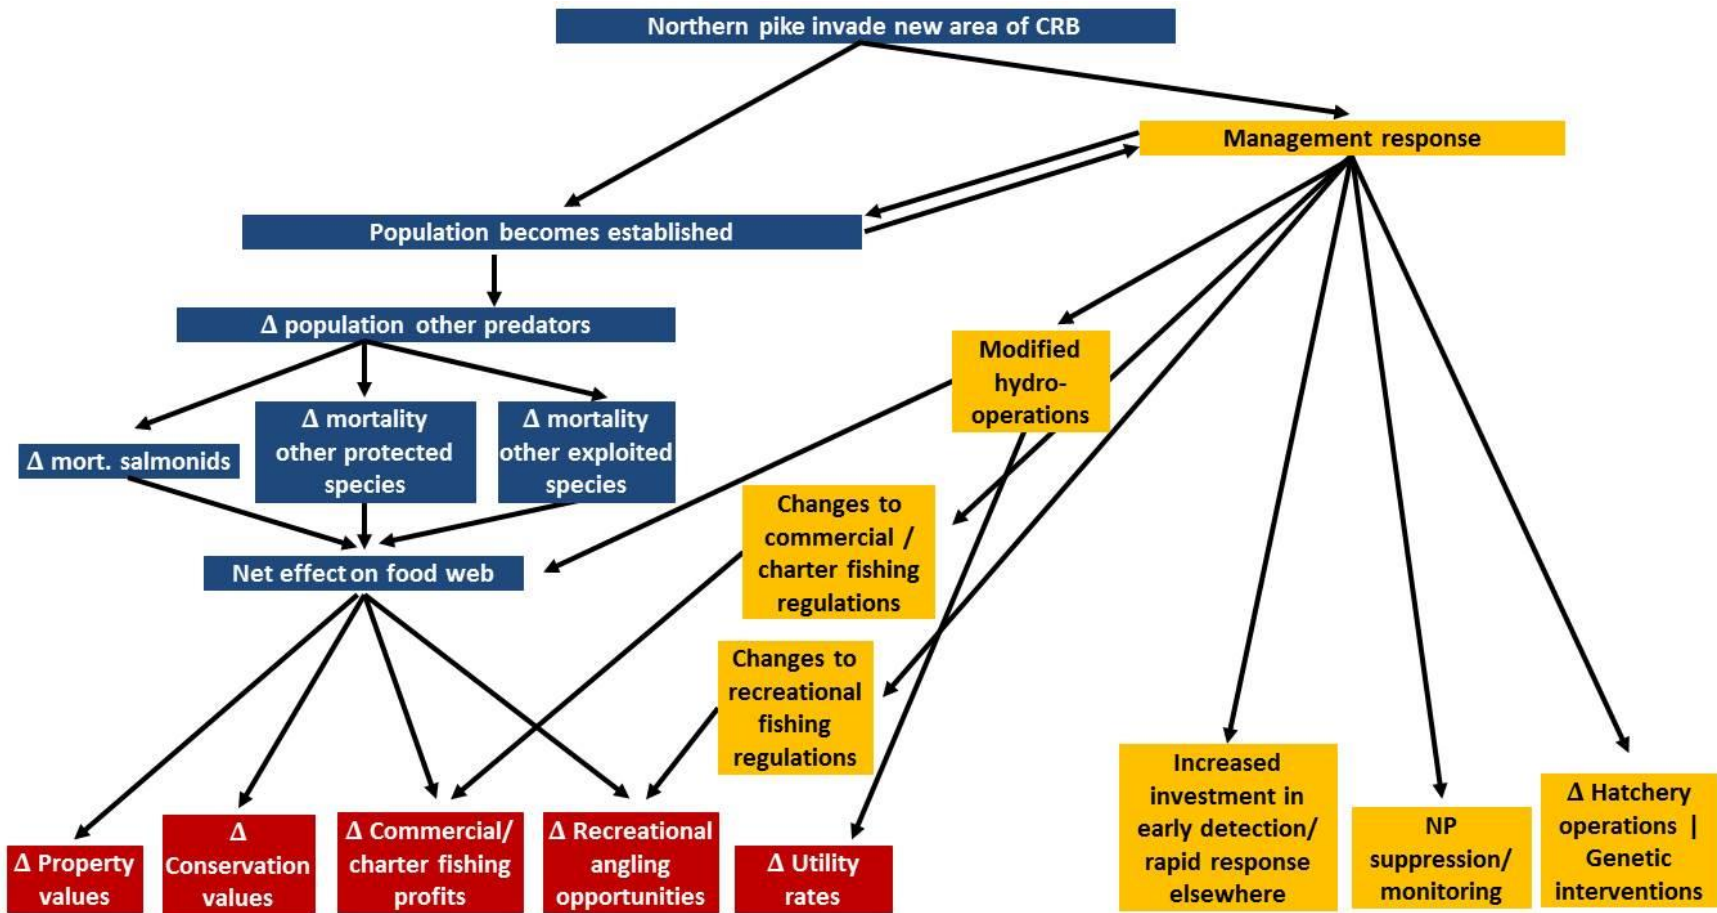 Northern pike invade new area of CRB
Management response
Population becomes established
Δ population other predators
Modified
hydro-
operations
Δ mort. salmonids
Δ mortality
other protected
species
Δ mortality
other exploited
species
Changes to
commercial /
charter fishing
regulations
Net effect on food web
Changes to
recreational
fishing
regulations
Δ Property
values
Δ
Conservation
values
Δ Commercial/
charter fishing
profits
Δ Recreational
angling
opportunities
Δ Utility
rates
Increased
investment in
early detection/
rapid response
elsewhere
NP
suppression/
monitoring
Δ Hatchery
operations |
Genetic
interventions